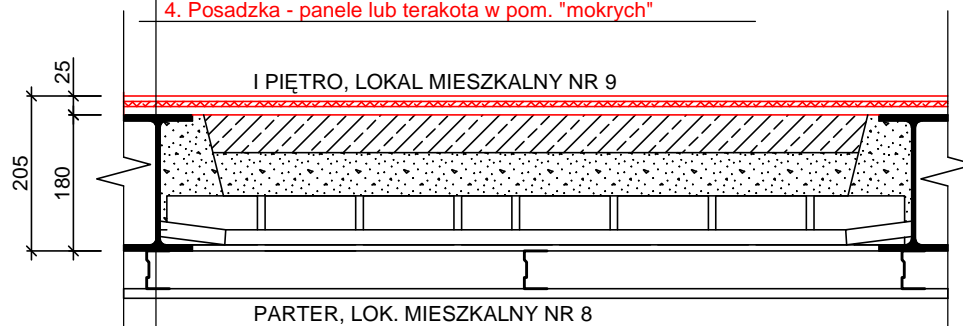 4. Posadzka - panele lub terakota w pom. "mokrych"
I PIĘTRO, LOKAL MIESZKALNY NR 9
25
205
180
PARTER, LOK. MIESZKALNY NR 8